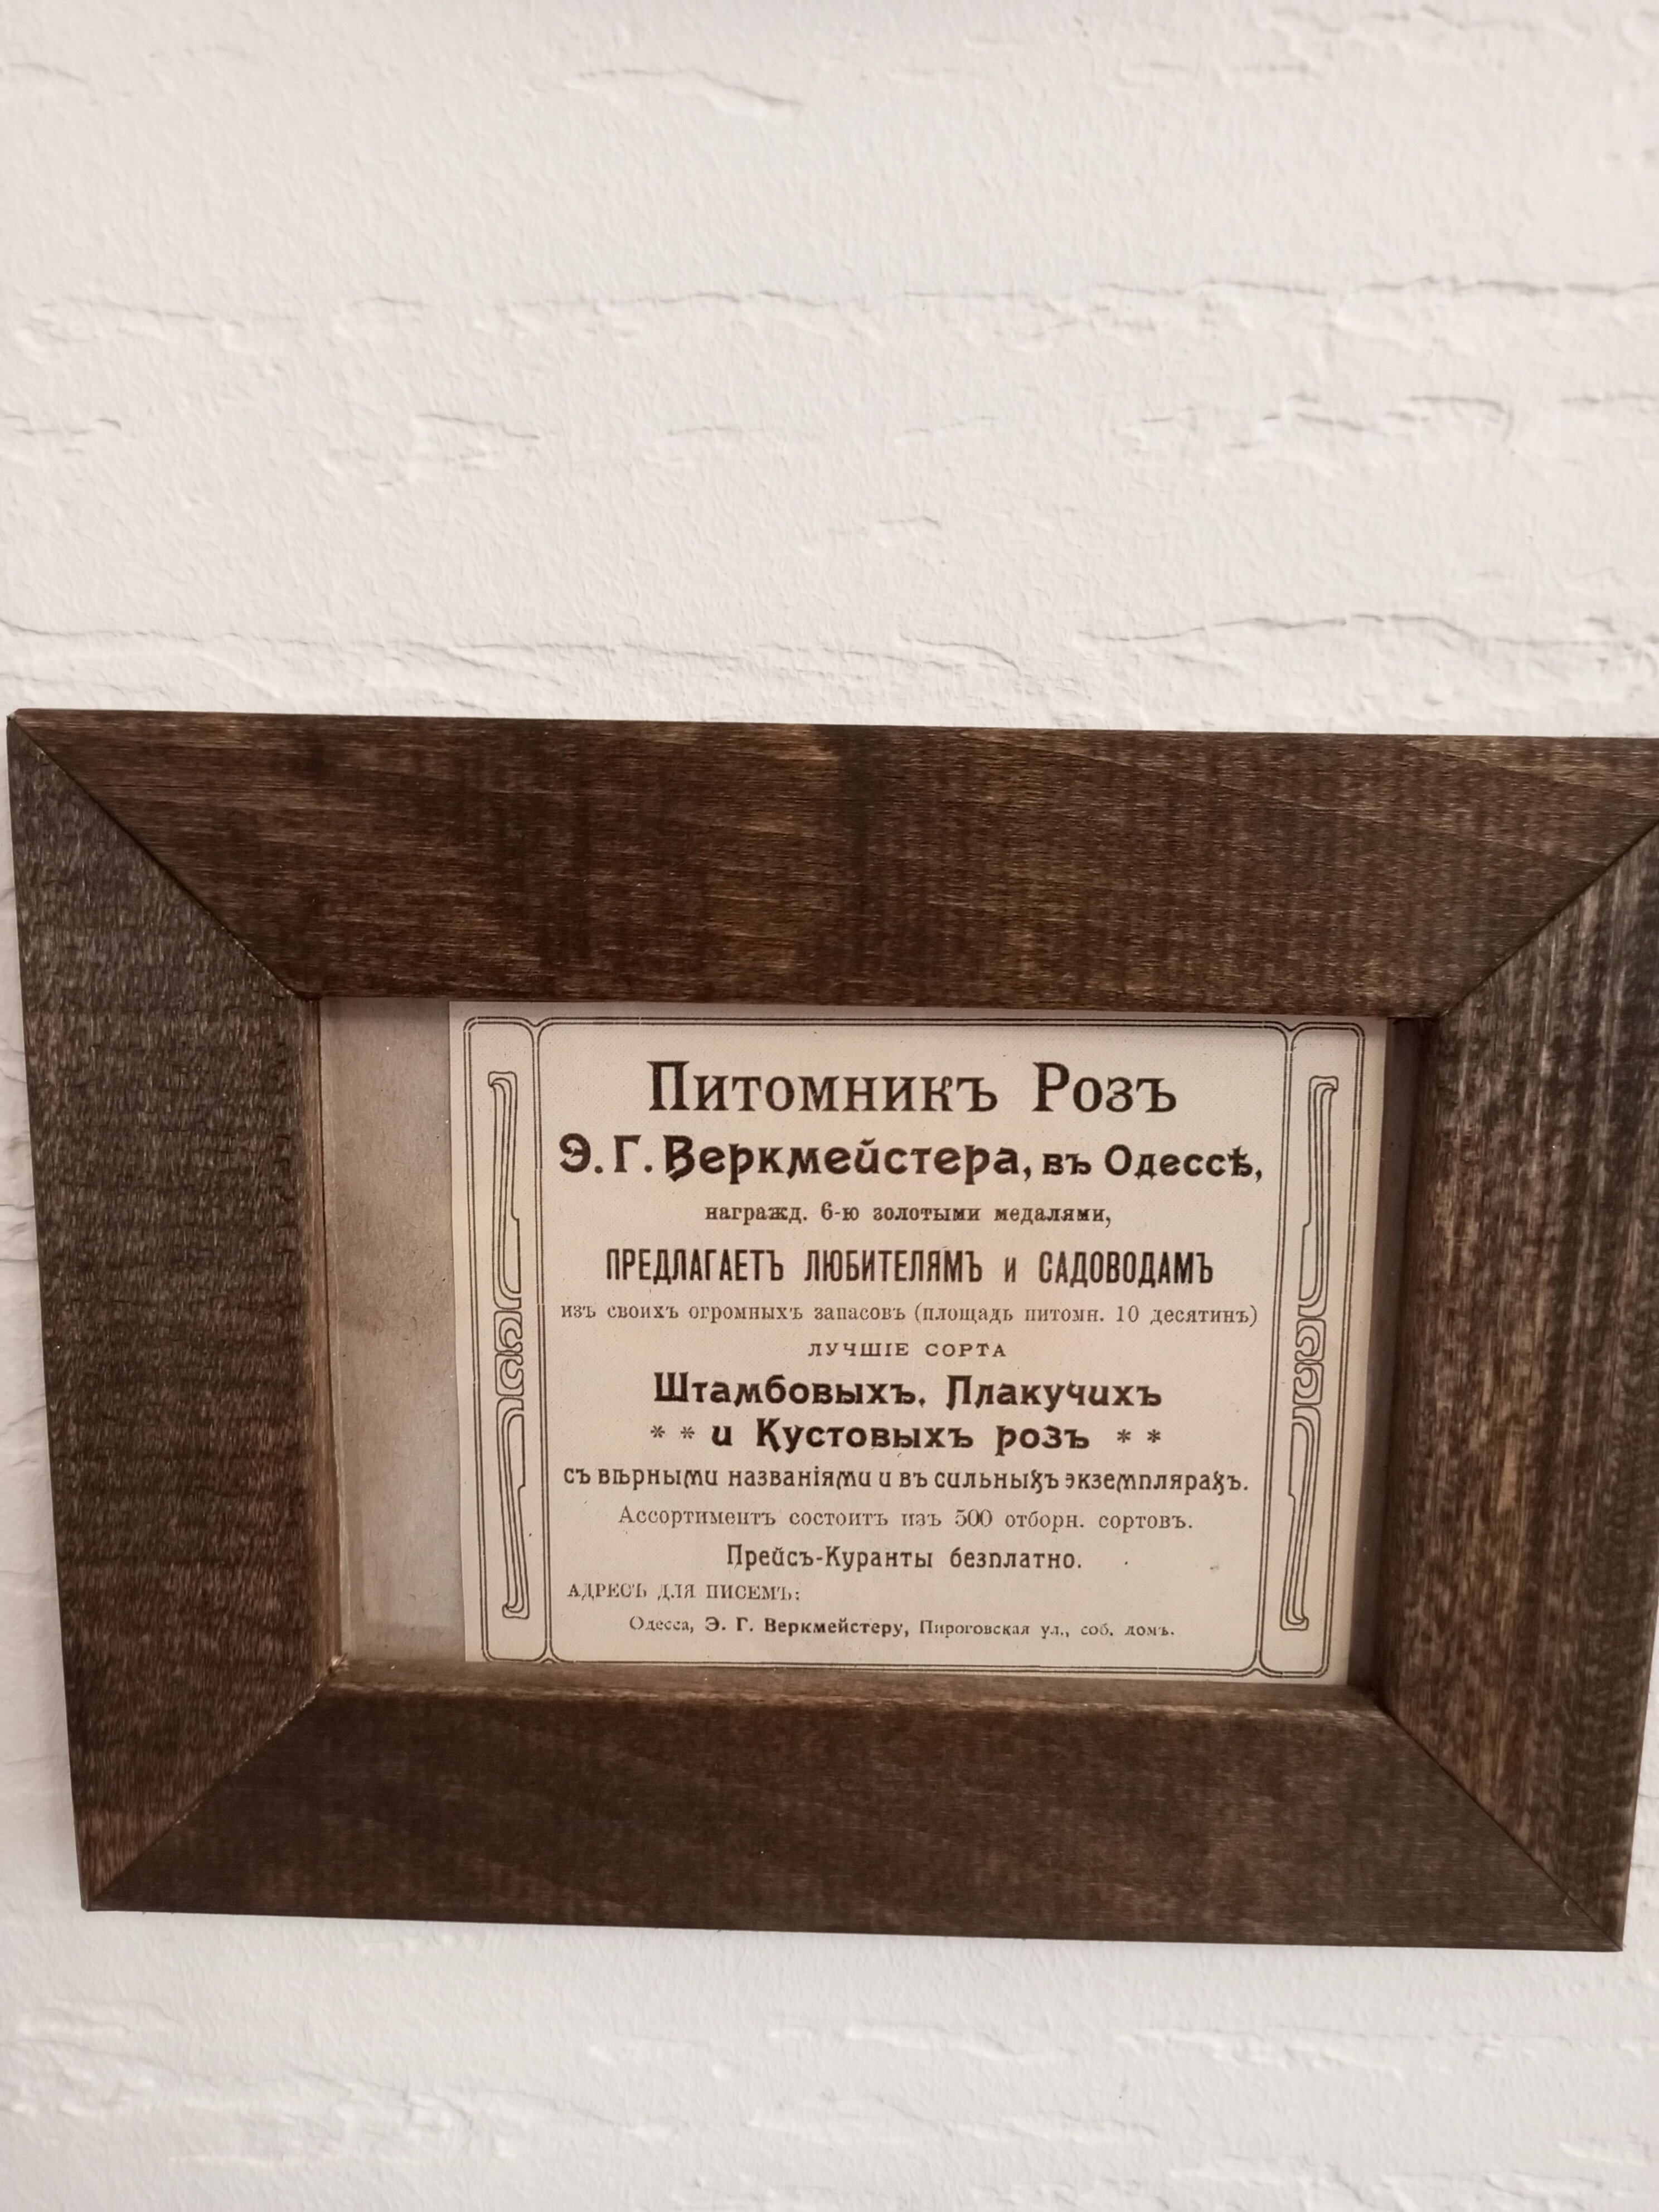 Питомникъ Розъ
Э. Г. Веркмейстера, въ Одессѣ,
награжд. 6-ю золотыми медалями,
ПРЕДЛАГАЕТЪ ЛЮБИТЕЛЯМЪ и САДОВОДАМЪ
изъ своихъ огромныхъ запасовъ (площадь питомн. 10 десятинъ)
ЛУЧШІЕ СОРТА
Штамбовыхъ, Плакучихъ
* * и Кустовыхъ розъ * *
съ вѣрными названіями и въ сильныхъ экземплярахъ.
Ассортиментъ состоитъ изъ 500 отборн. сортовъ.
Прейсъ-Куранты безплатно.
АДРЕСЪ ДЛЯ ПИСЕМЪ:
Одесса, Э. Г. Веркмейстеру, Пироговская ул., соб. домъ.